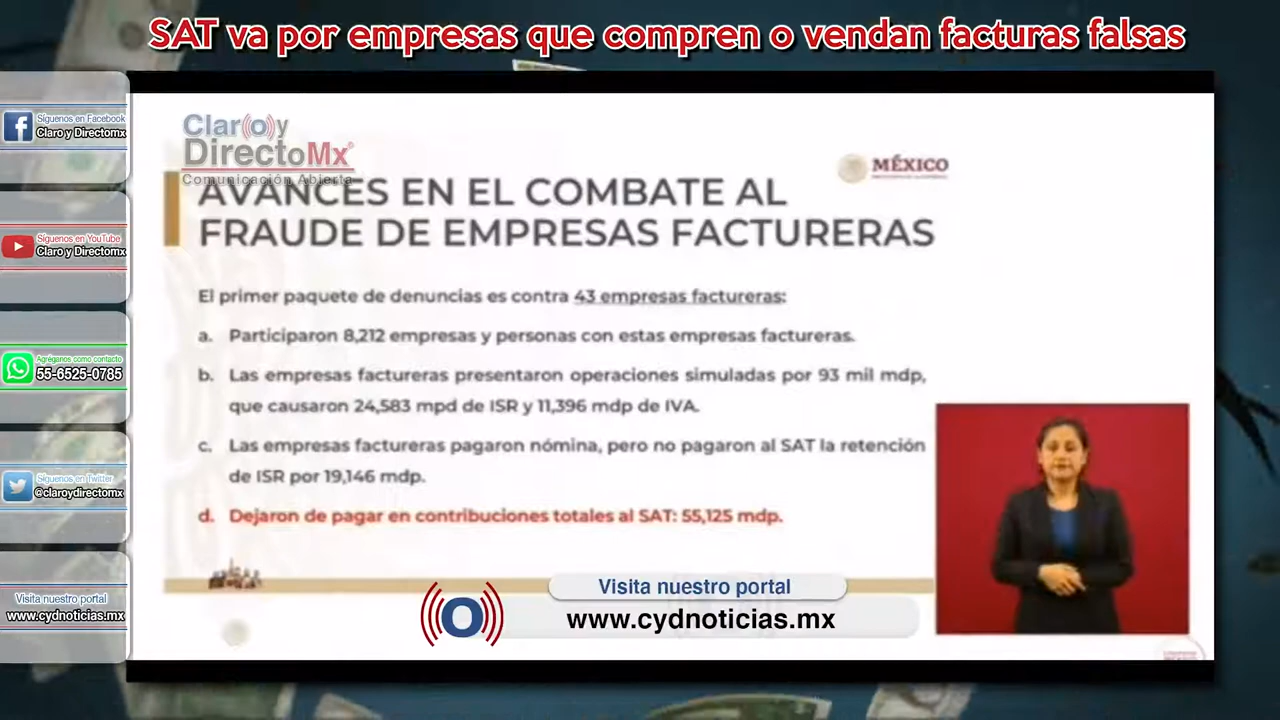 SAT va por empresas que compren o vendan facturas falsas
Síguenos en Facebook
Claro y Directomx
Síguenos en YouTube
Claro y Directomx
Agréganos como contacto
55-6525-0785
Síguenos en Twitter
@claroydirectomx
Visita nuestro portal
www.cydnoticias.mx
Claroy
DirectoMx
Comunicación Abierta
MÉXICO
AVANCES EN EL COMBATE AL
FRAUDE DE EMPRESAS FACTURERAS
El primer paquete de denuncias es contra 43 empresas factureras:
a. Participaron 8,212 empresas y personas con estas empresas factureras.
b. Las empresas factureras presentaron operaciones simuladas por 93 mil mdp,
que causaron 24,583 mpd de ISR y 11,396 mdp de IVA.
c. Las empresas factureras pagaron nómina, pero no pagaron al SAT la retención
de ISR por 19,146 mdp.
d. Dejaron de pagar en contribuciones totales al SAT: 55,125 mdp.
Visita nuestro portal
www.cydnoticias.mx